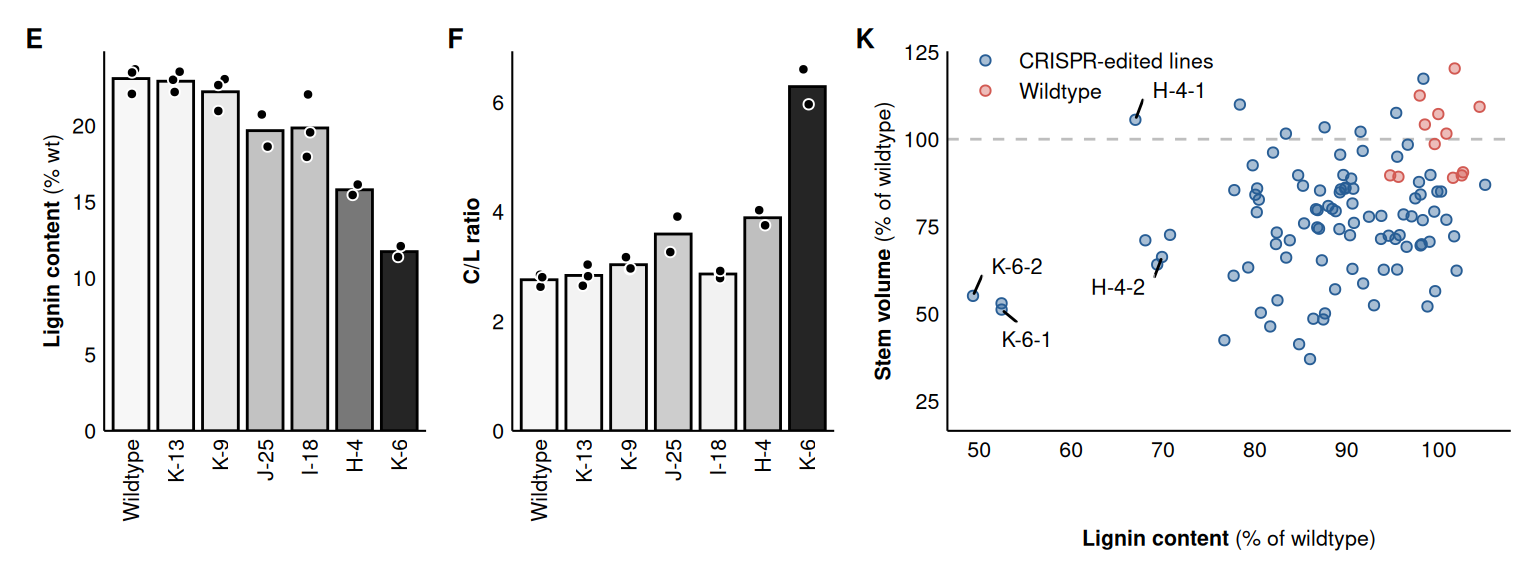 E
Lignin content (% wt)
20
15
10
5
0
Wildtype
K-13
K-9
J-25
I-18
H-4
K-6
F
C/L ratio
6
4
2
0
Wildtype
K-13
K-9
J-25
I-18
H-4
K-6
K
Stem volume (% of wildtype)
125
100
75
50
25
CRISPR-edited lines
Wildtype
H-4-1
K-6-2
H-4-2
K-6-1
50 60 70 80 90 100
Lignin content (% of wildtype)